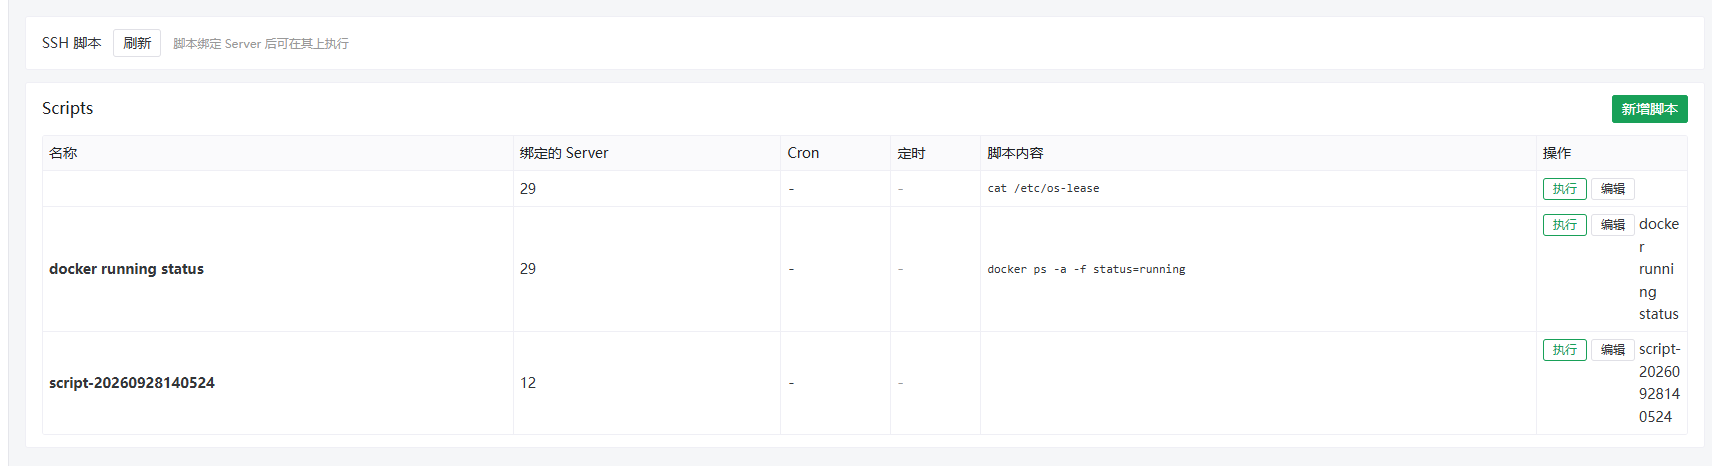 SSH 脚本 刷新 脚本绑定 Server 后可在其上执行
Scripts 新增脚本
名称 绑定的 Server Cron 定时 脚本内容 操作
29 - - cat /etc/os-lease 执行 编辑
docker running status 29 - - docker ps -a -f status=running 执行 编辑 docke
r
runni
ng
status
script-20260928140524 12 - - 执行 编辑 script-
20260
92814
0524